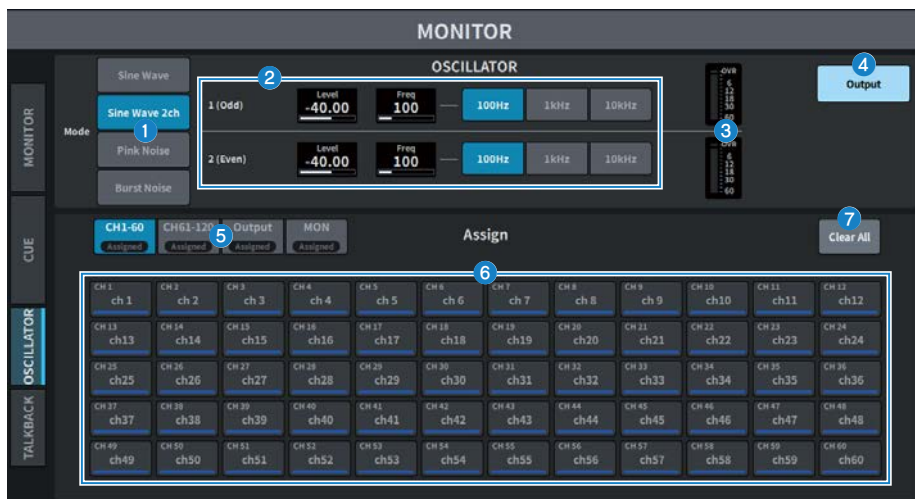 MONITOR
OSCILLATOR
MONITOR
CUE
OSCILLATOR
TALKBACK
Mode
Sine Wave
Sine Wave 2ch
Pink Noise
Burst Noise
1
2
1 (Odd)
Level
-40.00
Freq
100
100Hz
1kHz
10kHz
2 (Even)
Level
-40.00
Freq
100
100Hz
1kHz
10kHz
OVR
6
12
18
30
60
3
OVR
6
12
18
30
60
4
Output
CH1-60
Assigned
CH61-120
Assigned
5
Output
Assigned
MON
Assigned
Assign
7
Clear All
6
CH 1 CH 2 CH 3 CH 4 CH 5 CH 6 CH 7 CH 8 CH 9 CH 10 CH 11 CH 12
ch 1 ch 2 ch 3 ch 4 ch 5 ch 6 ch 7 ch 8 ch 9 ch10 ch11 ch12
CH 13 CH 14 CH 15 CH 16 CH 17 CH 18 CH 19 CH 20 CH 21 CH 22 CH 23 CH 24
ch13 ch14 ch15 ch16 ch17 ch18 ch19 ch20 ch21 ch22 ch23 ch24
CH 25 CH 26 CH 27 CH 28 CH 29 CH 30 CH 31 CH 32 CH 33 CH 34 CH 35 CH 36
ch25 ch26 ch27 ch28 ch29 ch30 ch31 ch32 ch33 ch34 ch35 ch36
CH 37 CH 38 CH 39 CH 40 CH 41 CH 42 CH 43 CH 44 CH 45 CH 46 CH 47 CH 48
ch37 ch38 ch39 ch40 ch41 ch42 ch43 ch44 ch45 ch46 ch47 ch48
CH 49 CH 50 CH 51 CH 52 CH 53 CH 54 CH 55 CH 56 CH 57 CH 58 CH 59 CH 60
ch49 ch50 ch51 ch52 ch53 ch54 ch55 ch56 ch57 ch58 ch59 ch60